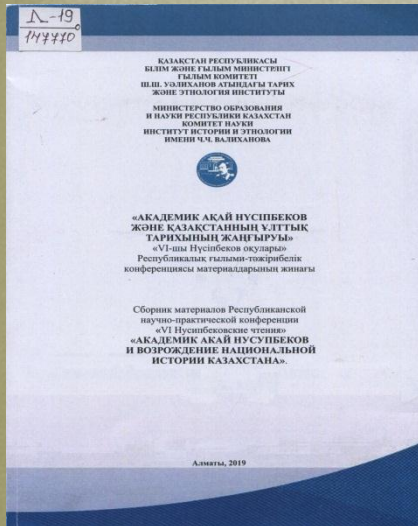 Д-19
147770
ҚАЗАҚСТАН РЕСПУБЛИКАСЫ
БІЛІМ ЖӘНЕ ҒЫЛЫМ МИНИСТРЛІГІ
ҒЫЛЫМ КОМИТЕТІ
Ш.Ш. УӘЛИХАНОВ АТЫНДАҒЫ ТАРИХ
ЖӘНЕ ЭТНОЛОГИЯ ИНСТИТУТЫ
МИНИСТЕРСТВО ОБРАЗОВАНИЯ
И НАУКИ РЕСПУБЛИКИ КАЗАХСТАН
КОМИТЕТ НАУКИ
ИНСТИТУТ ИСТОРИИ И ЭТНОЛОГИИ
ИМЕНИ Ч.Ч. ВАЛИХАНОВА
«АКАДЕМИК АҚАЙ НҮСІПБЕКОВ
ЖӘНЕ ҚАЗАҚСТАННЫҢ ҰЛТТЫҚ
ТАРИХЫНЫҢ ЖАҢҒЫРУЫ»
«VI-шы Нүсіпбеков оқулары»
Республикалық ғылыми-тәжірибелік
конференциясы материалдарының жинағы
Сборник материалов Республиканской
научно-практической конференции
«VI Нусипбековские чтения»
«АКАДЕМИК АКАЙ НУСУПБЕКОВ
И ВОЗРОЖДЕНИЕ НАЦИОНАЛЬНОЙ
ИСТОРИИ КАЗАХСТАНА».
Алматы, 2019